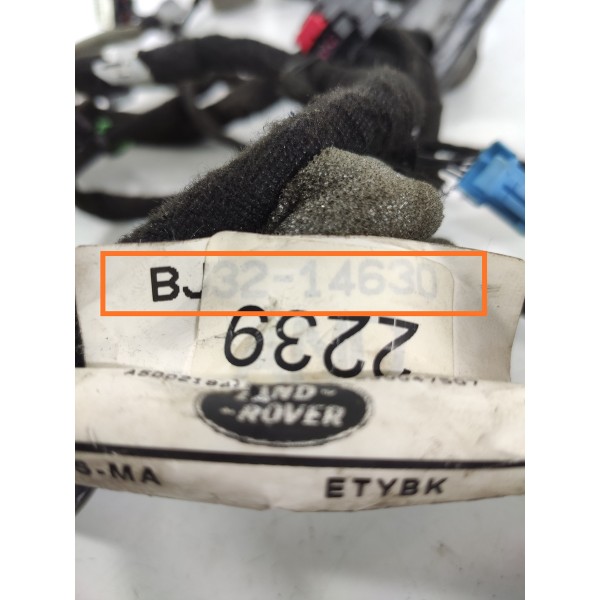 BJ32-14630
2239
LAND-
-ROVER
-MA
ETYBK